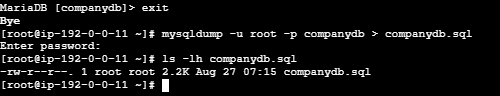 MariaDB [companydb]> exit
Bye
[root@ip-192-0-0-11 ~]# mysqldump -u root -p companydb > companydb.sql
Enter password:
[root@ip-192-0-0-11 ~]# ls -lh companydb.sql
-rw-r--r--. 1 root root 2.2K Aug 27 07:15 companydb.sql
[root@ip-192-0-0-11 ~]#